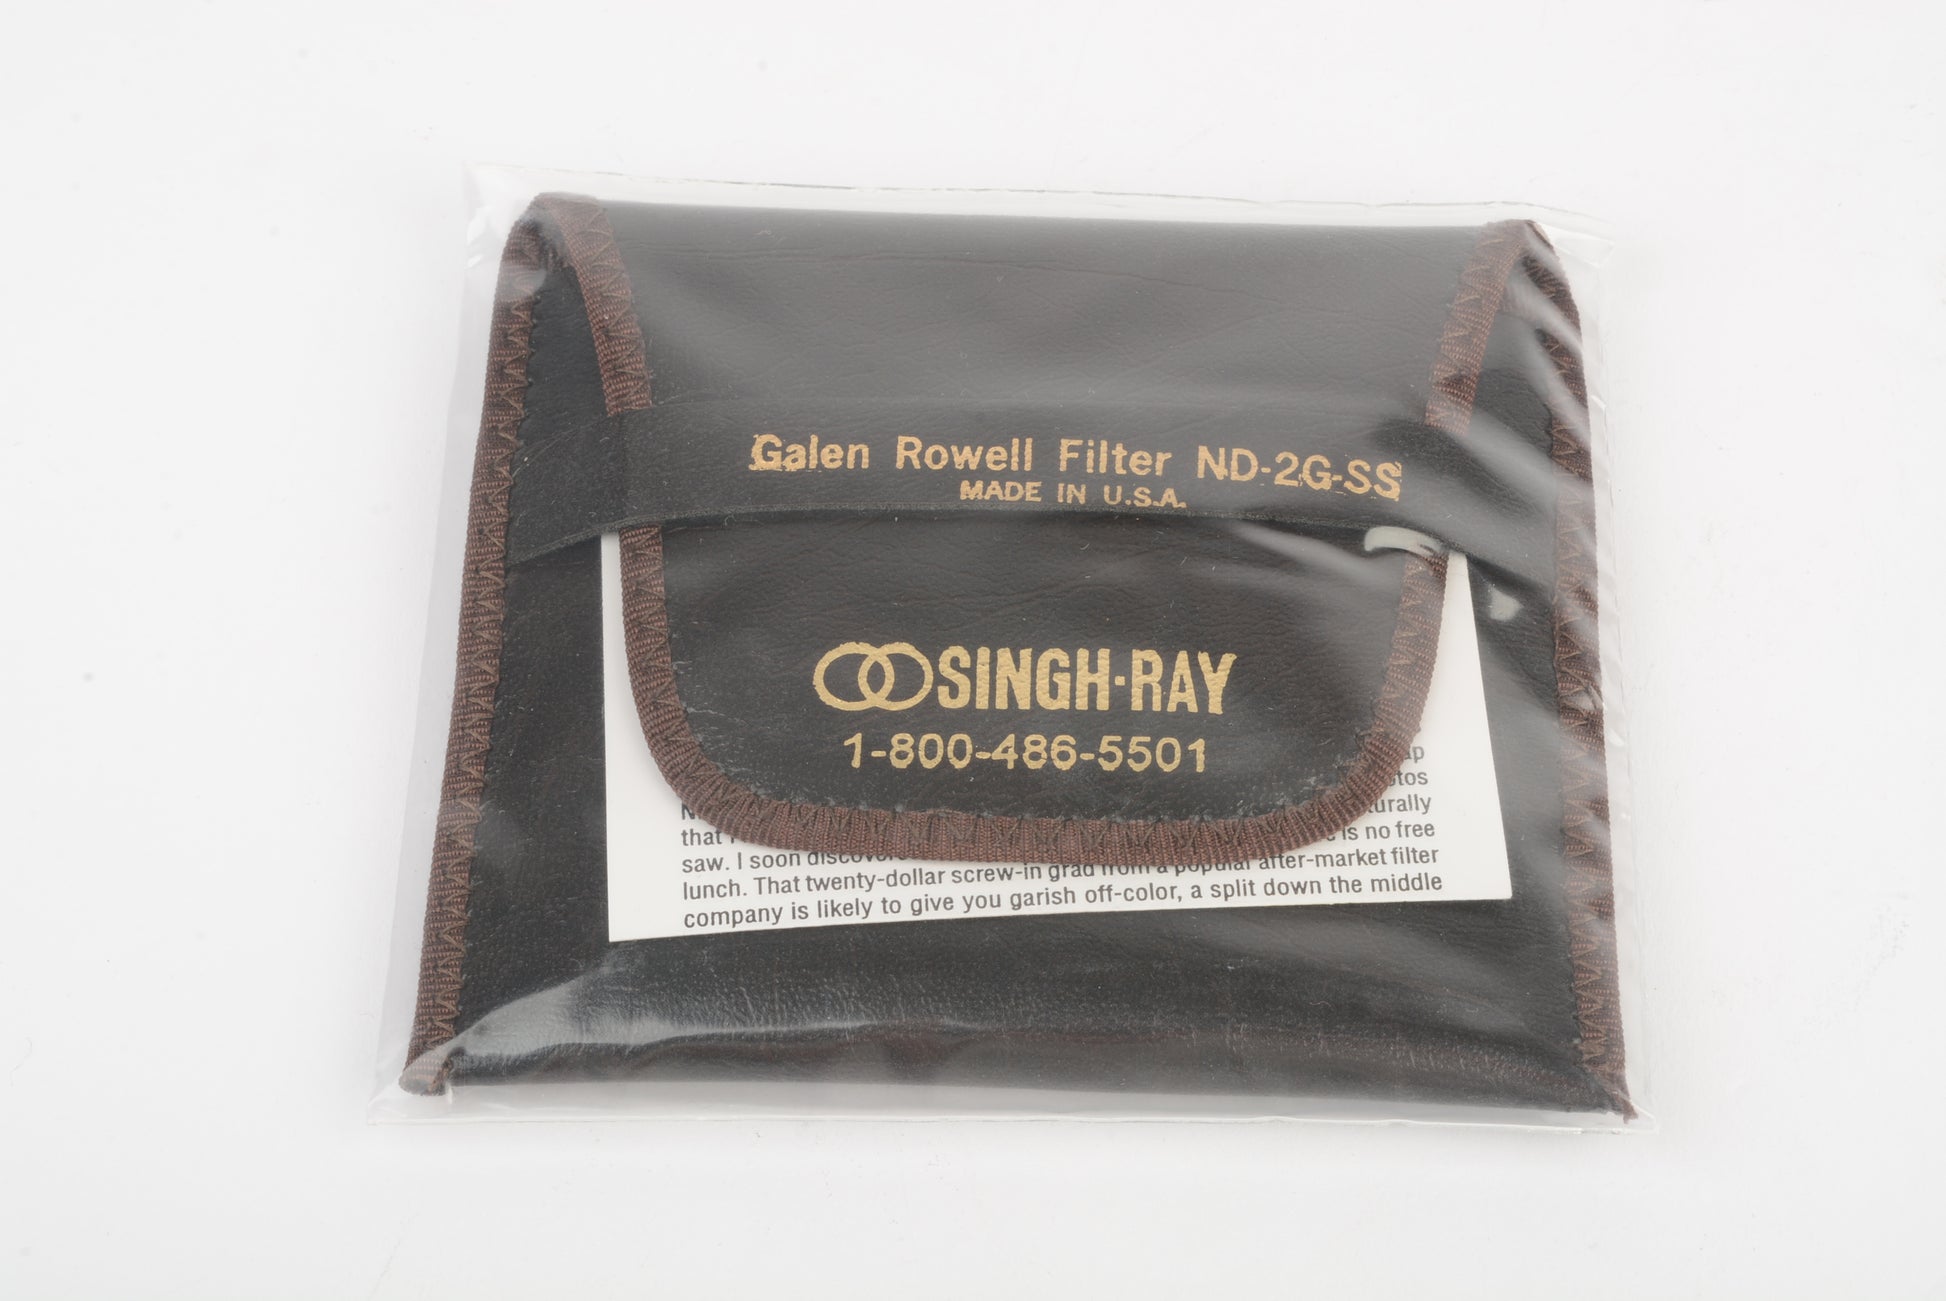 Galen Rowell Filter ND-2G-SS
MADE IN U.S.A.
SINGH-RAY
1-800-486-5501
that is no free
saw. I soon after-market filter
lunch. That twenty-dollar screw-in grad from a popular
company is likely to give you garish off-color, a split down the middle